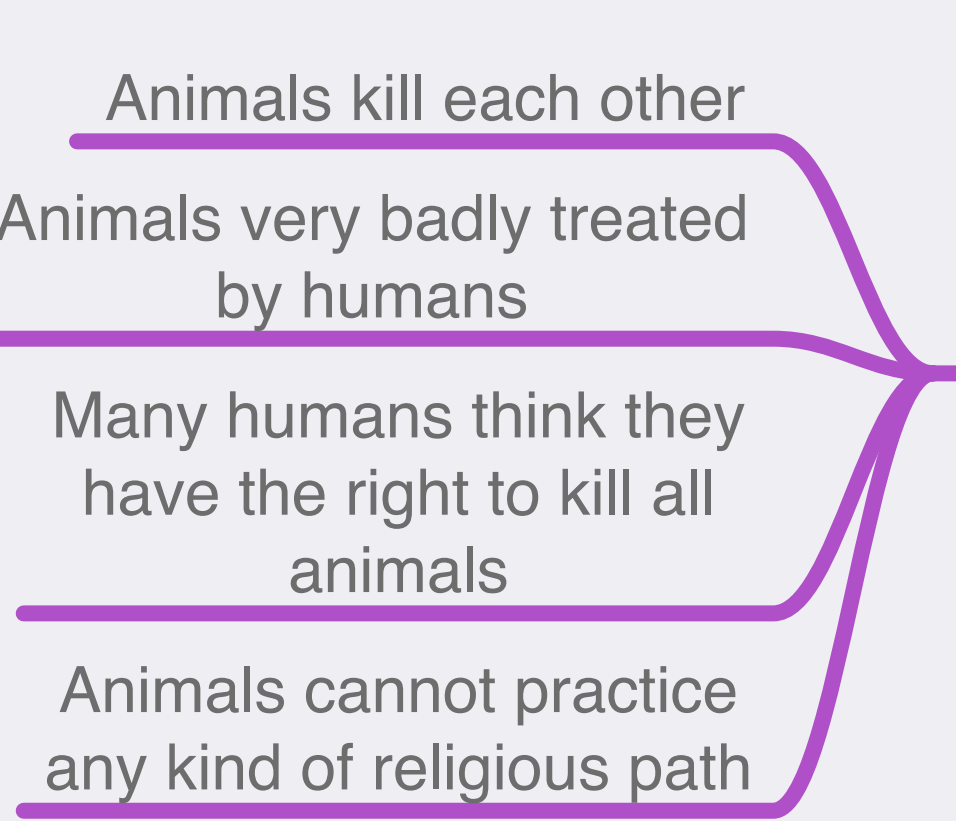 Animals kill each other
Animals very badly treated
by humans
Many humans think they
have the right to kill all
animals
Animals cannot practice
any kind of religious path